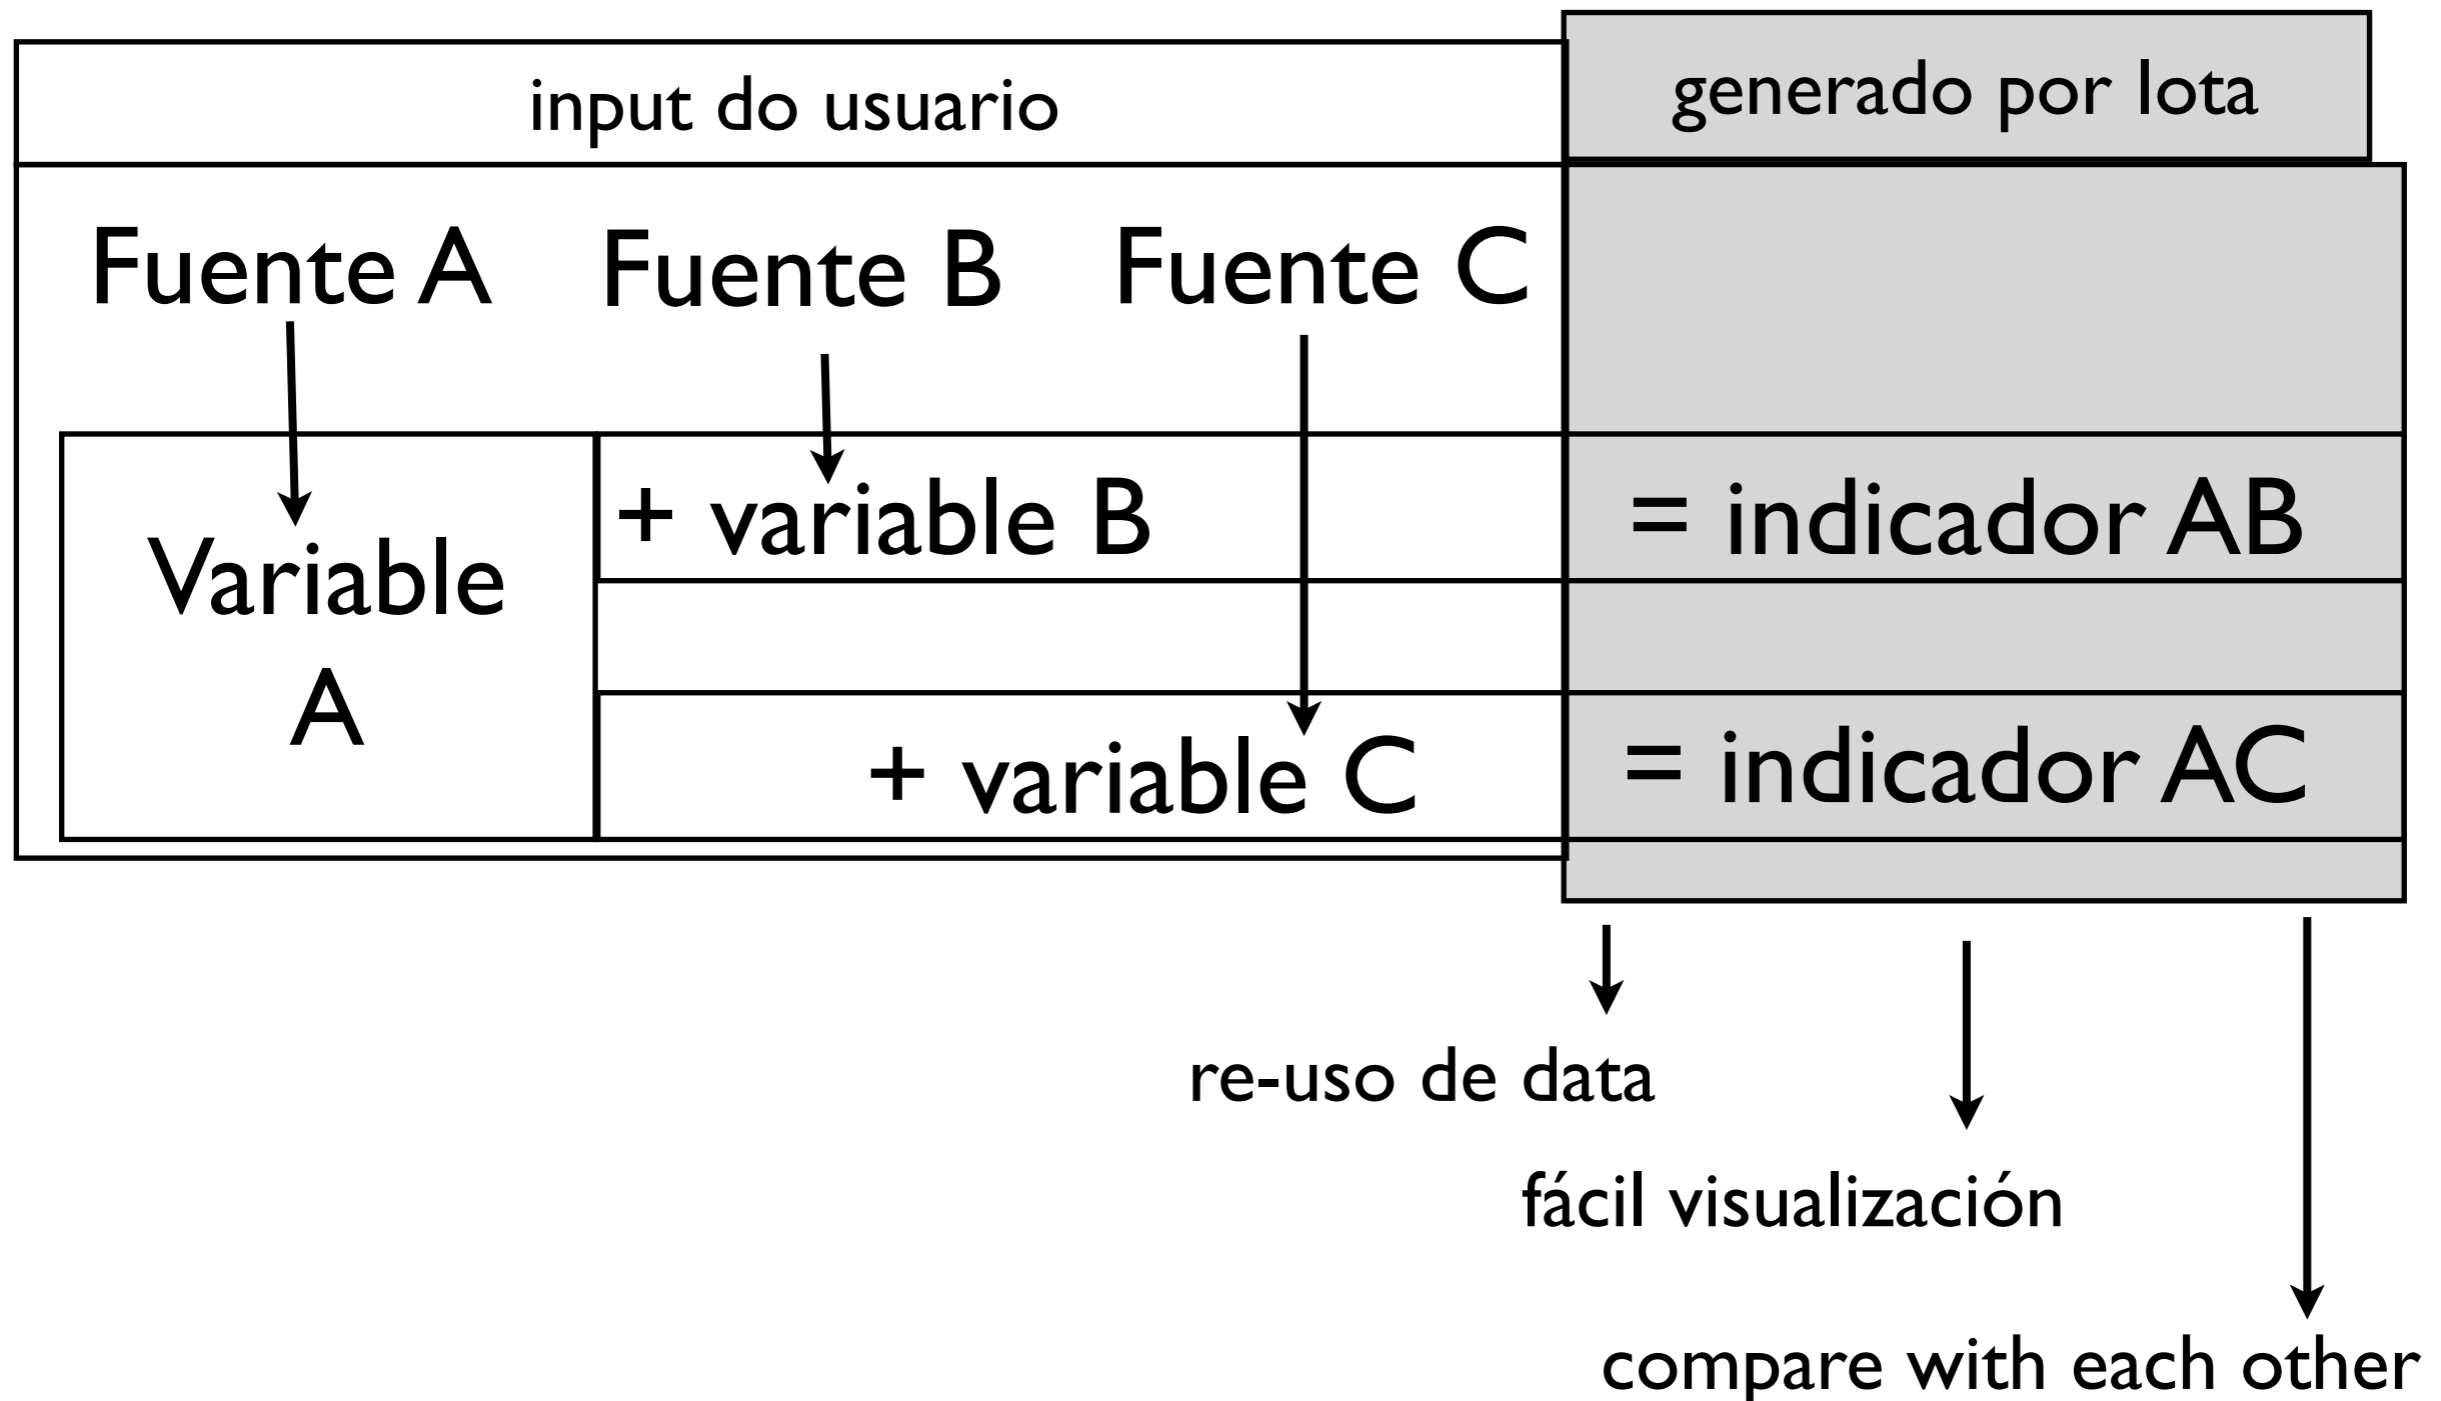 input do usuario
generado por lota
Fuente A
Fuente B
Fuente C
+ variable B
= indicador AB
Variable
A
+ variable C
= indicador AC
re-uso de data
fácil visualización
compare with each other